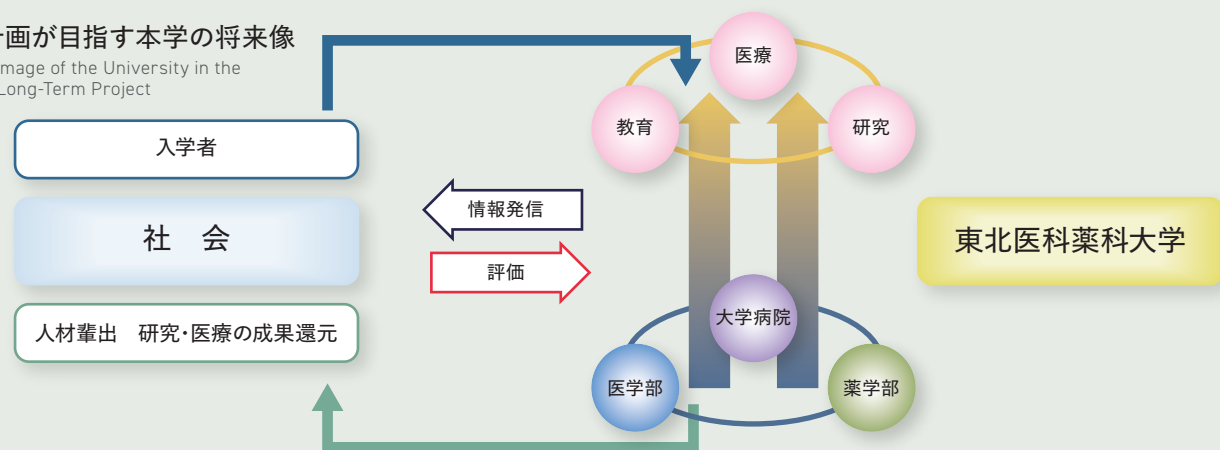 画が目指す本学の将来像
mage of the University in the
Long-Term Project
入学者
社 会
人材輩出 研究・医療の成果還元
情報発信
評価
医療
教育
研究
大学病院
医学部
薬学部
東北医科薬科大学